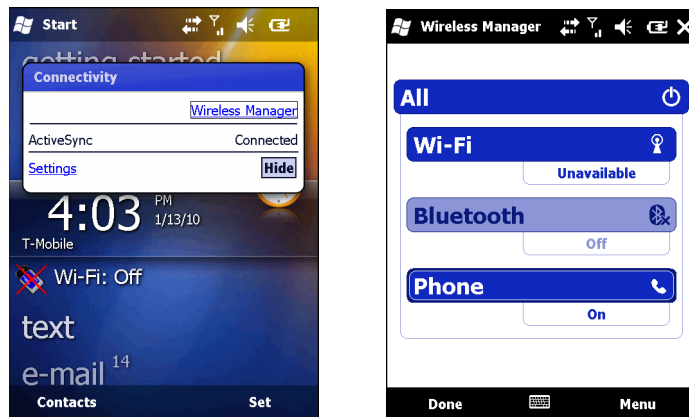 Start
getting started
Connectivity
Wireless Manager
ActiveSync Connected
Settings Hide
4:03 PM
1/13/10
T-Mobile
Wi-Fi: Off
text
e-mail 14
Contacts Set
Wireless Manager
All
Wi-Fi
Unavailable
Bluetooth
Off
Phone
On
Done Menu